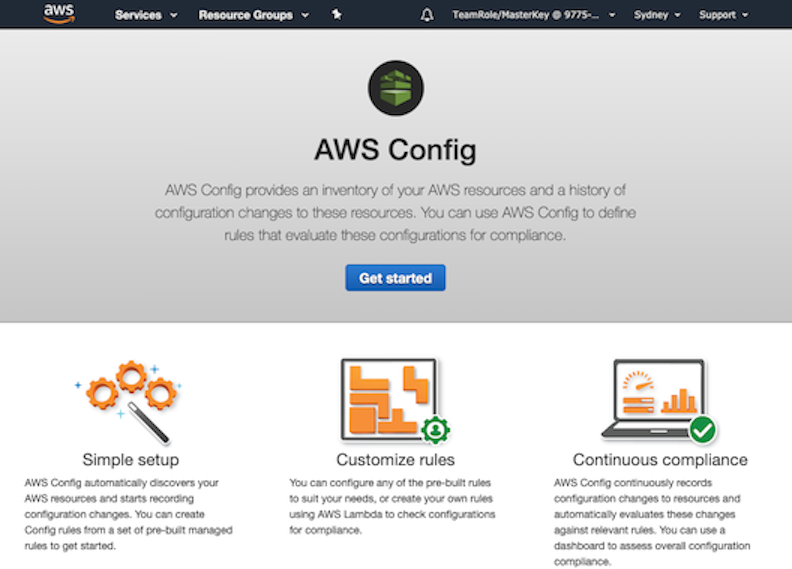 aws
Services
Resource Groups
TeamRole/MasterKey @ 9775-...
Sydney
Support
AWS Config
AWS Config provides an inventory of your AWS resources and a history of
configuration changes to these resources. You can use AWS Config to define
rules that evaluate these configurations for compliance.
Get started
Simple setup
AWS Config automatically discovers your
AWS resources and starts recording
configuration changes. You can create
Config rules from a set of pre-built managed
rules to get started.
Customize rules
You can configure any of the pre-built rules
to suit your needs, or create your own rules
using AWS Lambda to check configurations
for compliance.
Continuous compliance
AWS Config continuously records
configuration changes to resources and
automatically evaluates these changes
against relevant rules. You can use a
dashboard to assess overall configuration
compliance.